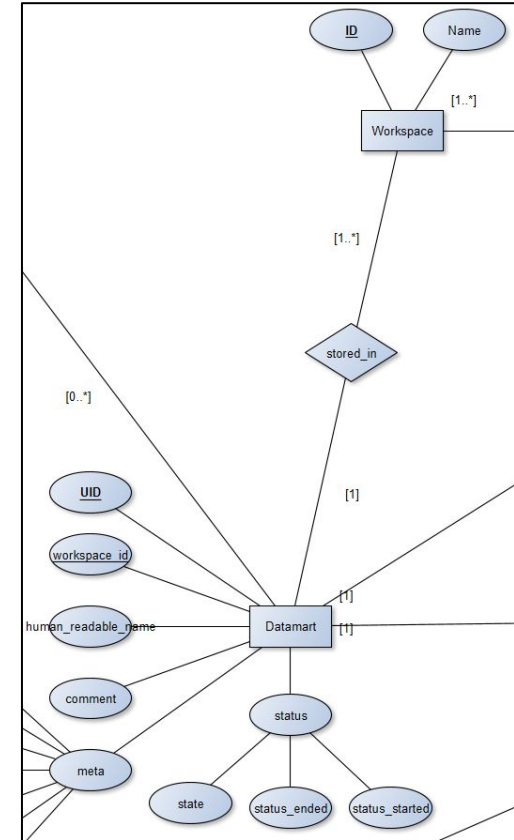 ID
Name
[1..*]
Workspace
[1..*]
stored_in
[0..*]
[1]
UID
workspace_id
[1]
human_readable_name
Datamart
[1]
comment
status
meta
state
status_ended
status_started